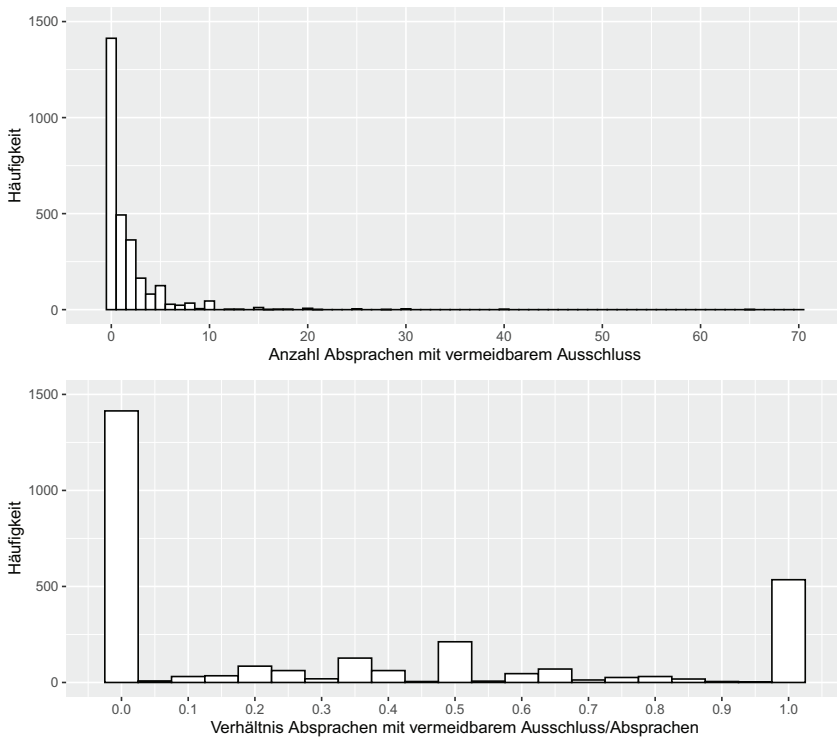 1500
1000
500
0
Häufigkeit
0 10 20 30 40 50 60 70
Anzahl Absprachen mit vermeidbarem Ausschluss
1500
1000
500
0
Häufigkeit
0.0 0.1 0.2 0.3 0.4 0.5 0.6 0.7 0.8 0.9 1.0
Verhältnis Absprachen mit vermeidbarem Ausschluss/Absprachen